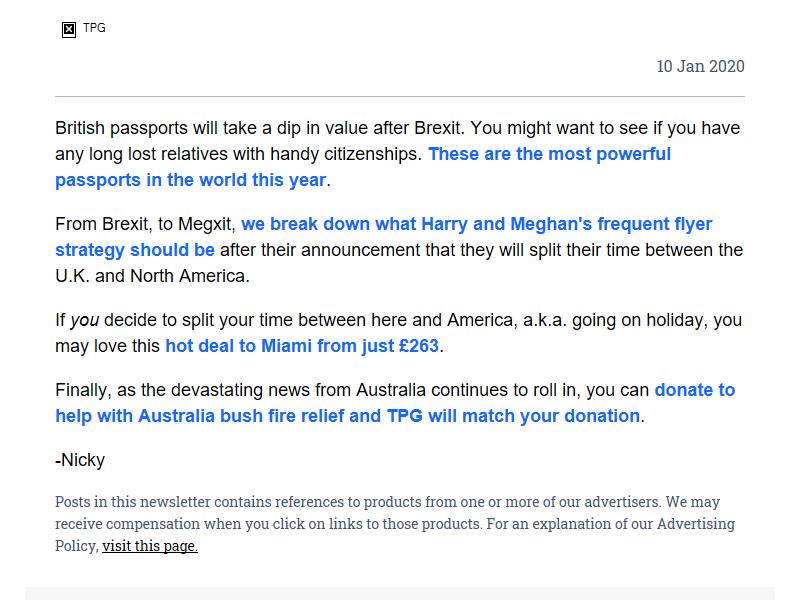 TPG
10 Jan 2020
British passports will take a dip in value after Brexit. You might want to see if you have
any long lost relatives with handy citizenships. These are the most powerful
passports in the world this year.
From Brexit, to Megxit, we break down what Harry and Meghan's frequent flyer
strategy should be after their announcement that they will split their time between the
U.K. and North America.
If you decide to split your time between here and America, a.k.a. going on holiday, you
may love this hot deal to Miami from just £263.
Finally, as the devastating news from Australia continues to roll in, you can donate to
help with Australia bush fire relief and TPG will match your donation.
-Nicky
Posts in this newsletter contains references to products from one or more of our advertisers. We may
receive compensation when you click on links to those products. For an explanation of our Advertising
Policy, visit this page.